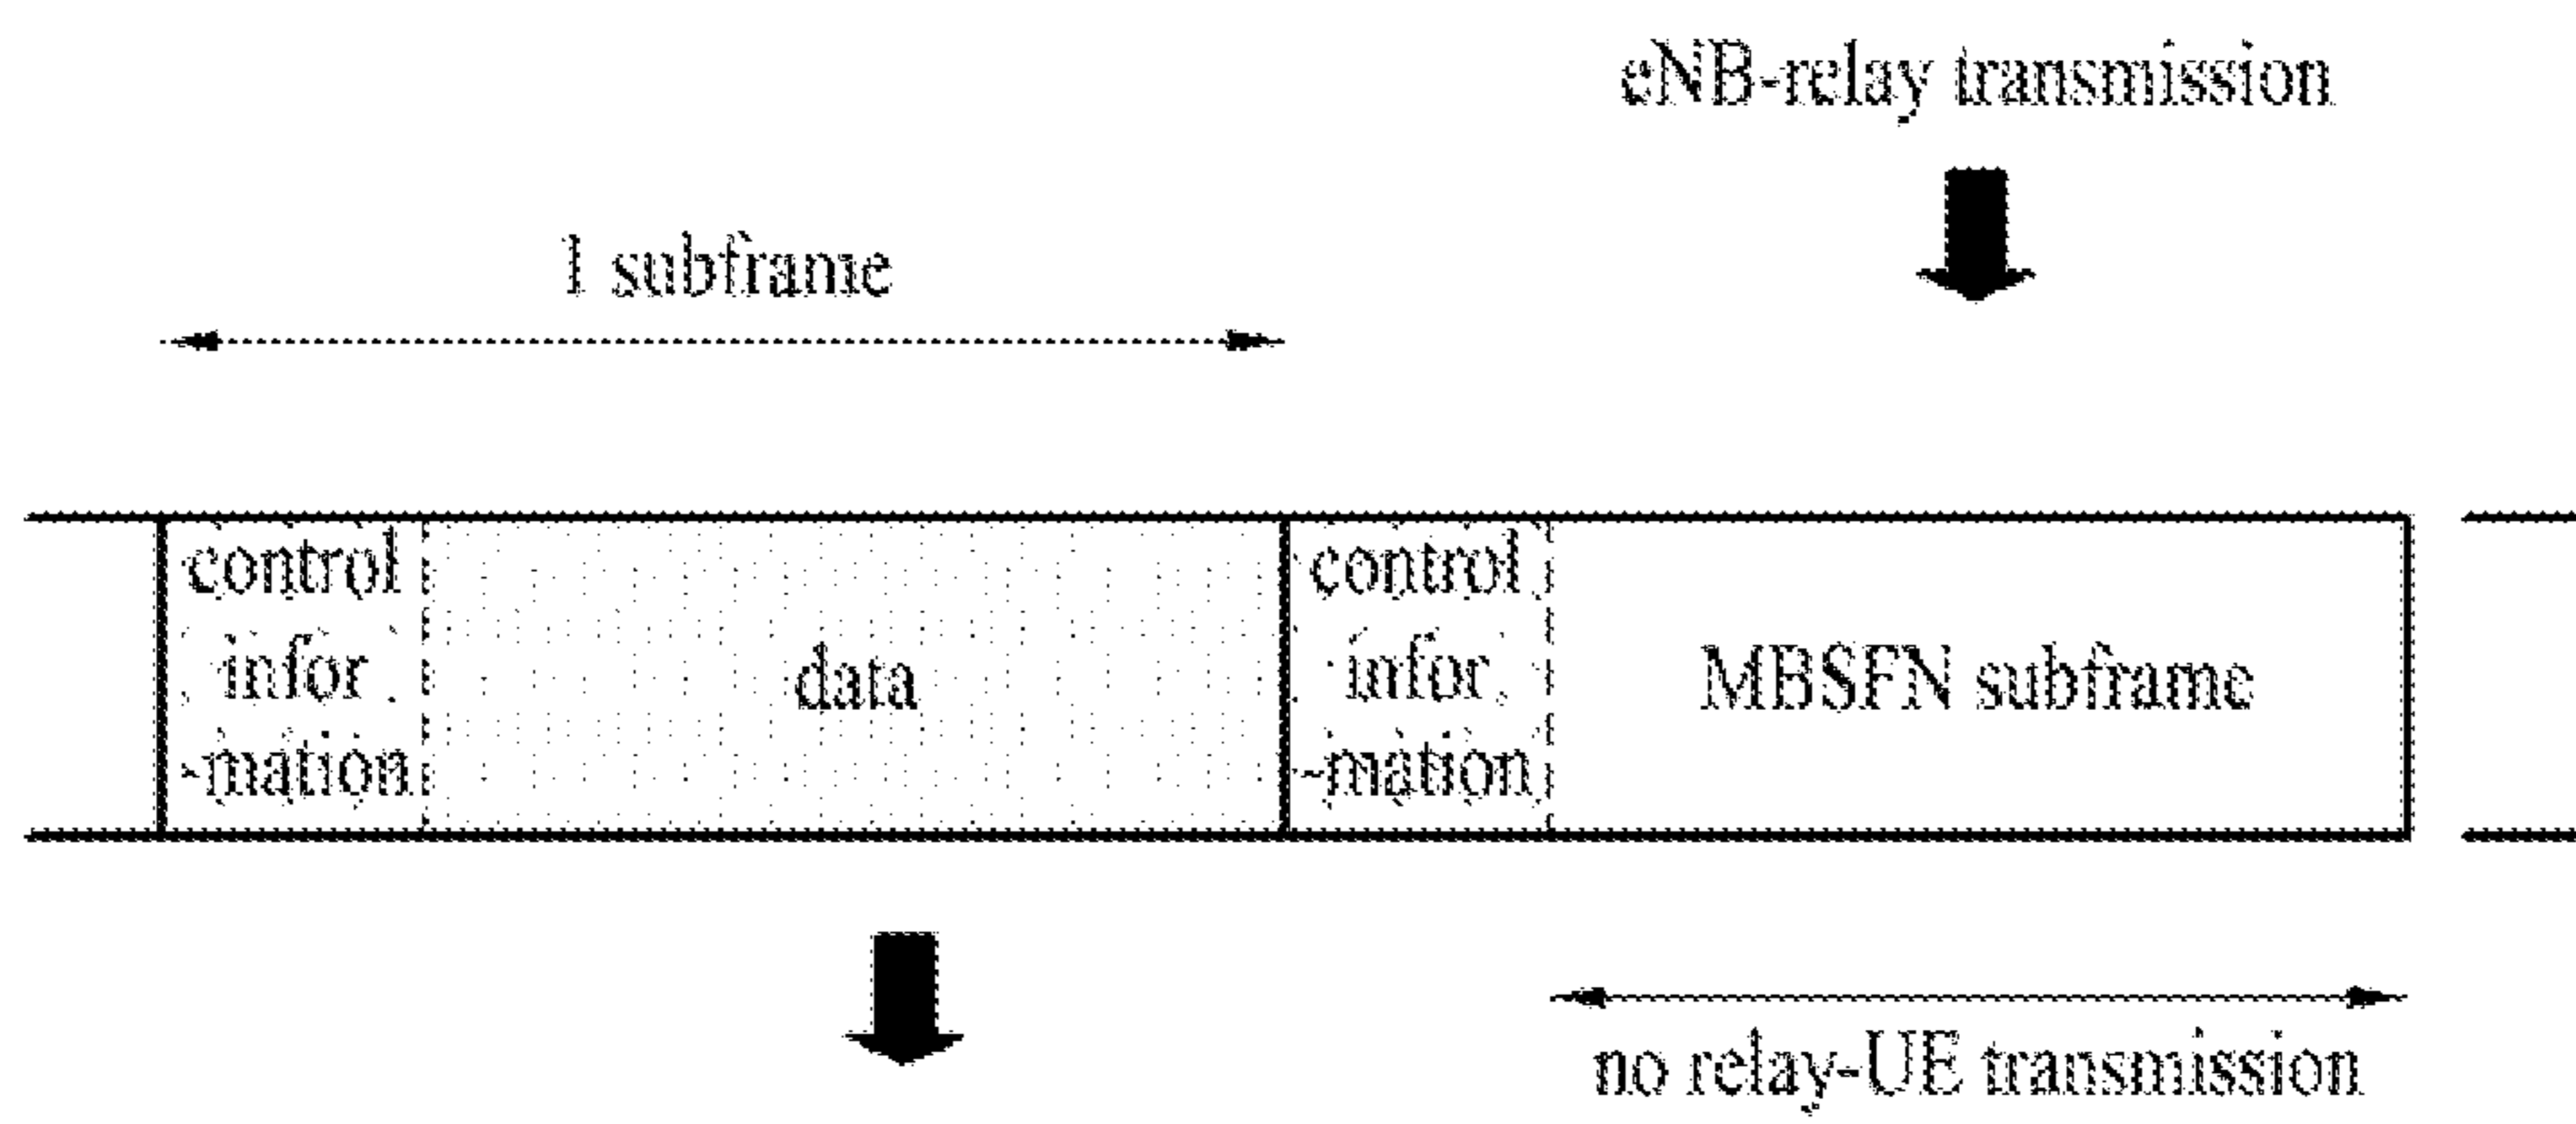 eNB-relay transmission
1 subframe
control
infor
-mation
data
control
infor
-mation
MBSFN subframe
no relay-UE transmission